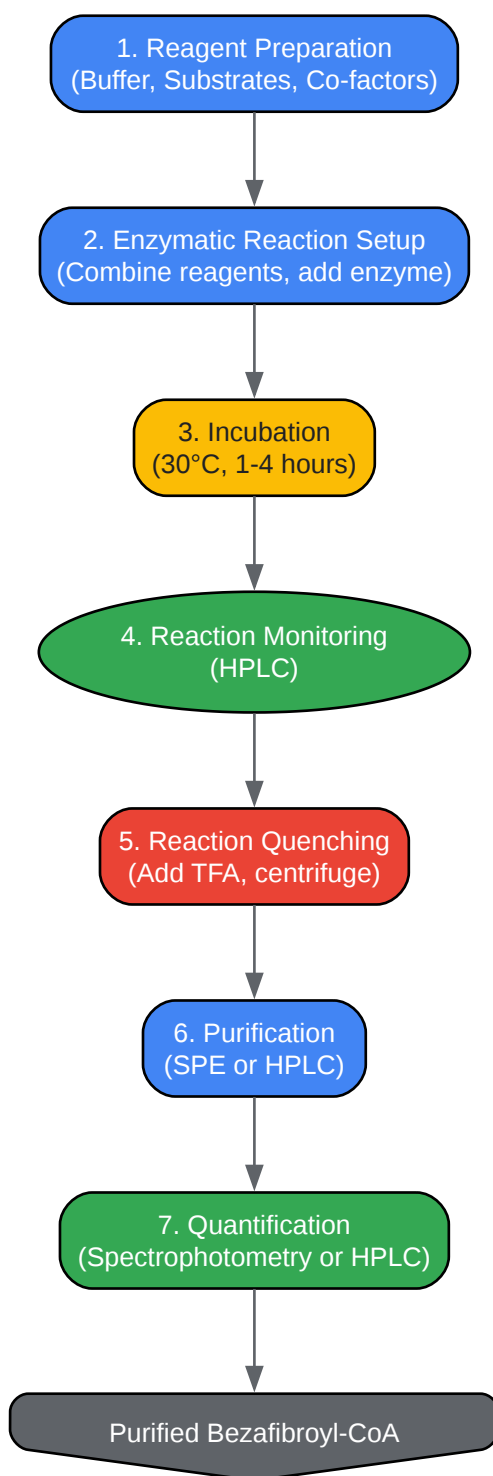 1. Reagent Preparation
(Buffer, Substrates, Co-factors)
2. Enzymatic Reaction Setup
(Combine reagents, add enzyme)
3. Incubation
(30°C, 1-4 hours)
4. Reaction Monitoring
(HPLC)
5. Reaction Quenching
(Add TFA, centrifuge)
6. Purification
(SPE or HPLC)
7. Quantification
(Spectrophotometry or HPLC)
Purified Bezafibroyl-CoA